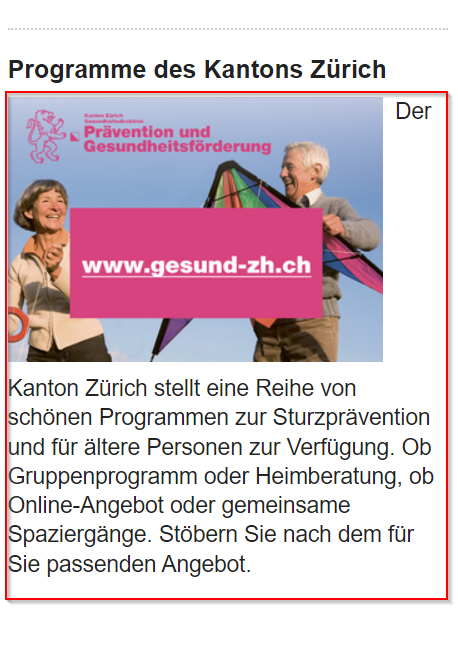 Programme des Kantons Zürich
Kanton Zürich
Gesundheitsdirektion
Prävention und
Gesundheitsförderung
www.gesund-zh.ch
Der
Kanton Zürich stellt eine Reihe von
schönen Programmen zur Sturzprävention
und für ältere Personen zur Verfügung. Ob
Gruppenprogramm oder Heimberatung, ob
Online-Angebot oder gemeinsame
Spaziergänge. Stöbern Sie nach dem für
Sie passenden Angebot.